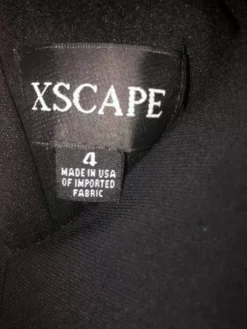 XSCAPE
4
MADE IN USA
OF IMPORTED
FABRIC